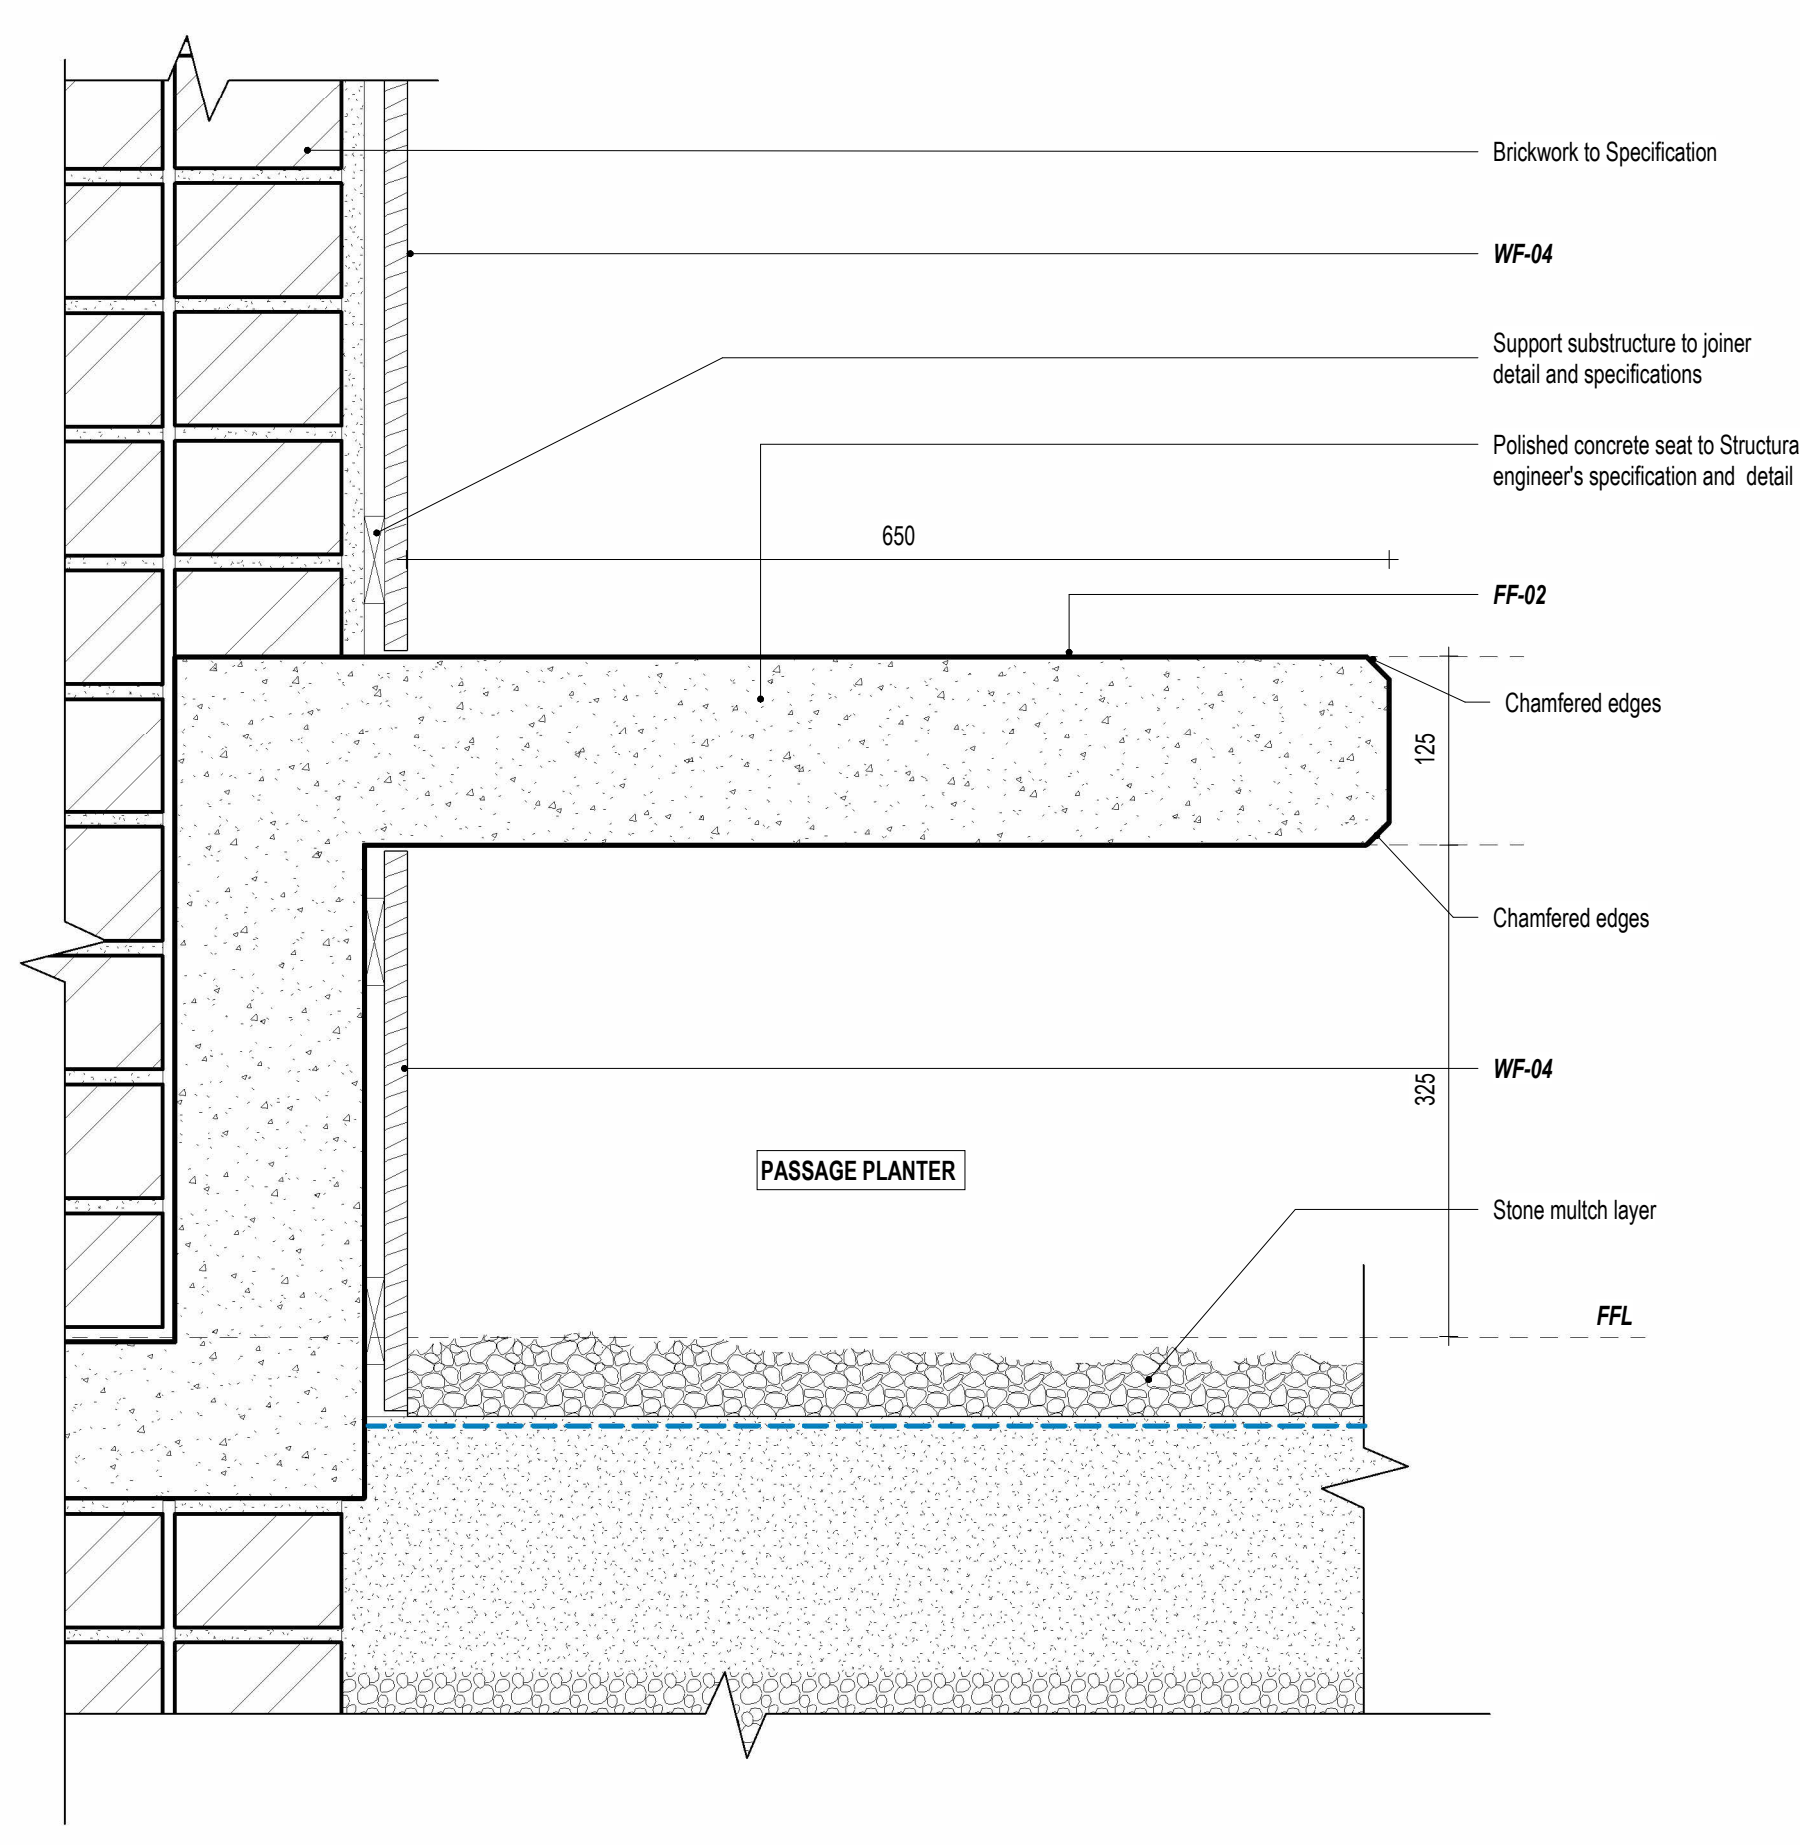 Brickwork to Specification
WF-04
Support substructure to joiner
detail and specifications
Polished concrete seat to Structura
engineer's specification and detail
650
FF-02
Chamfered edges
125
Chamfered edges
WF-04
325
PASSAGE PLANTER
Stone multch layer
FFL